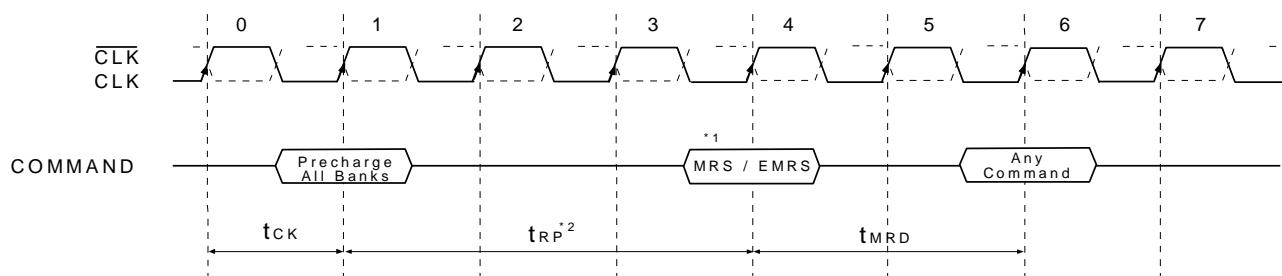 0 1 2 3 4 5 6 7
CLK
CLK
*1
COMMAND
Precharge
All Banks
MRS / EMRS
Any
Command
tCK
tRP*2
tMRD